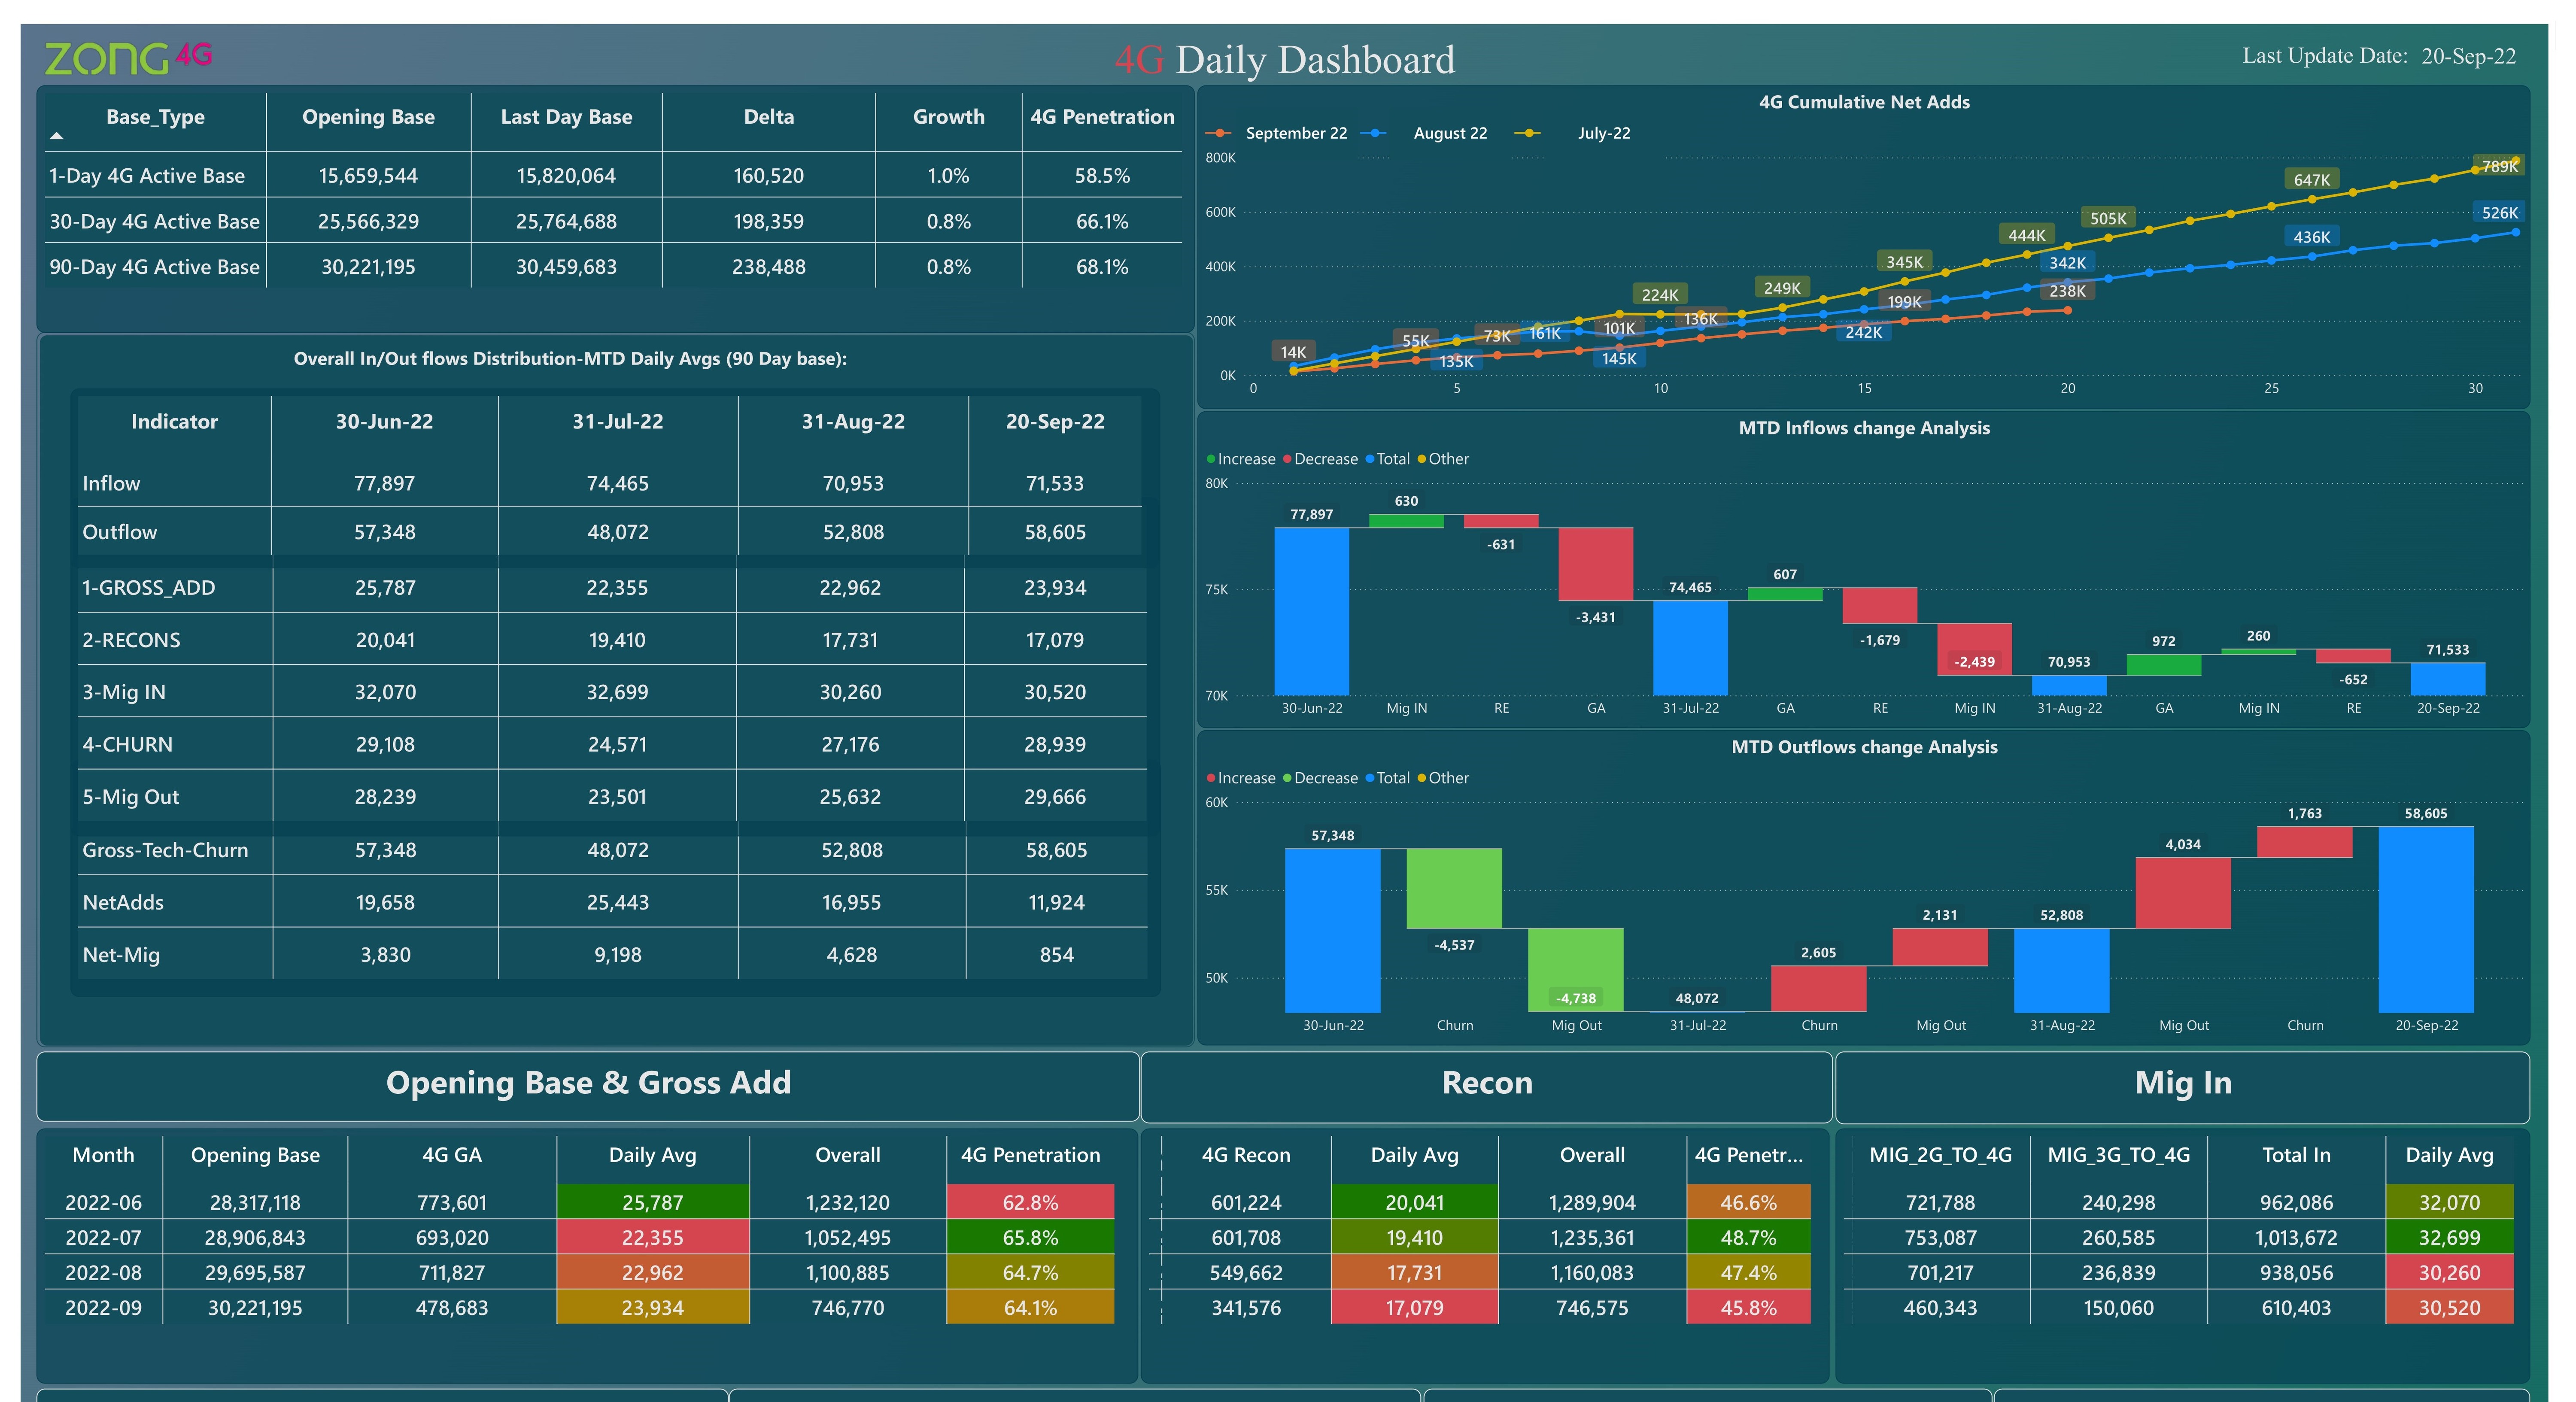 ZONG 4G
4G Daily Dashboard
Last Update Date: 20-Sep-22
Base_Type Opening Base Last Day Base Delta Growth 4G Penetration
1-Day 4G Active Base 15,659,544 15,820,064 160,520 1.0% 58.5%
30-Day 4G Active Base 25,566,329 25,764,688 198,359 0.8% 66.1%
90-Day 4G Active Base 30,221,195 30,459,683 238,488 0.8% 68.1%
Overall In/Out flows Distribution-MTD Daily Avgs (90 Day base):
Indicator 30-Jun-22 31-Jul-22 31-Aug-22 20-Sep-22
Inflow 77,897 74,465 70,953 71,533
Outflow 57,348 48,072 52,808 58,605
1-GROSS_ADD 25,787 22,355 22,962 23,934
2-RECONS 20,041 19,410 17,731 17,079
3-Mig IN 32,070 32,699 30,260 30,520
4-CHURN 29,108 24,571 27,176 28,939
5-Mig Out 28,239 23,501 25,632 29,666
Gross-Tech-Churn 57,348 48,072 52,808 58,605
NetAdds 19,658 25,443 16,955 11,924
Net-Mig 3,830 9,198 4,628 854
4G Cumulative Net Adds
September 22 August 22 July-22
800K
600K
400K
200K
0K
789K
647K
526K
505K
444K
436K
345K
342K
249K
224K
238K
199K
242K
136K
101K
145K
161K
73K
55K
135K
14K
0 5 10 15 20 25 30
MTD Inflows change Analysis
Increase Decrease Total Other
80K
75K
70K
77,897 630 -631 -3,431 74,465 607 -1,679 -2,439 70,953 972 260 -652 71,533
30-Jun-22 Mig IN RE GA 31-Jul-22 GA RE Mig IN 31-Aug-22 GA Mig IN RE 20-Sep-22
MTD Outflows change Analysis
Increase Decrease Total Other
60K
55K
50K
57,348 -4,537 -4,738 48,072 2,605 2,131 52,808 4,034 1,763 58,605
30-Jun-22 Churn Mig Out 31-Jul-22 Churn Mig Out 31-Aug-22 Mig Out Churn 20-Sep-22
Opening Base & Gross Add
Month Opening Base 4G GA Daily Avg Overall 4G Penetration
2022-06 28,317,118 773,601 25,787 1,232,120 62.8%
2022-07 28,906,843 693,020 22,355 1,052,495 65.8%
2022-08 29,695,587 711,827 22,962 1,100,885 64.7%
2022-09 30,221,195 478,683 23,934 746,770 64.1%
Recon
4G Recon Daily Avg Overall 4G Penetr...
601,224 20,041 1,289,904 46.6%
601,708 19,410 1,235,361 48.7%
549,662 17,731 1,160,083 47.4%
341,576 17,079 746,575 45.8%
Mig In
MIG_2G_TO_4G MIG_3G_TO_4G Total In Daily Avg
721,788 240,298 962,086 32,070
753,087 260,585 1,013,672 32,699
701,217 236,839 938,056 30,260
460,343 150,060 610,403 30,520